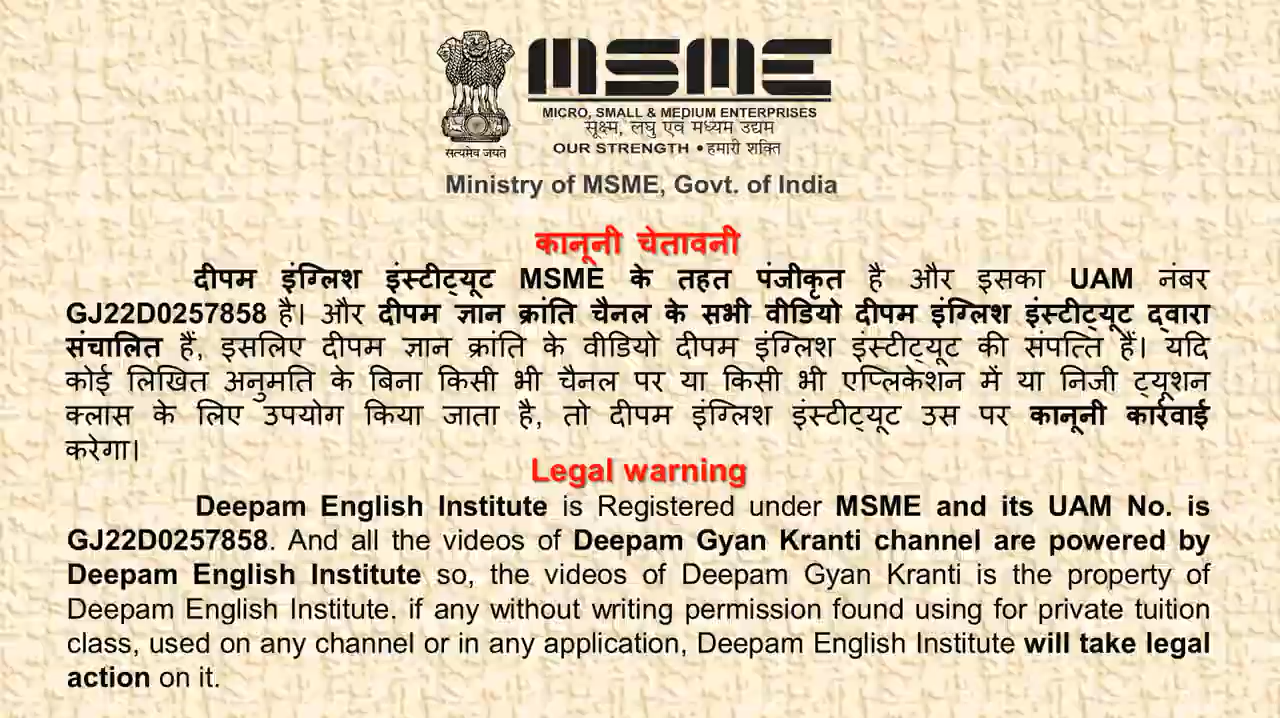 MSME
MICRO, SMALL & MEDIUM ENTERPRISES
सूक्ष्म, लघु एवं मध्यम उद्यम
सत्यमेव जयते
OUR STRENGTH • हमारी शक्ति
Ministry of MSME, Govt. of India
कानूनी चेतावनी
दीपम इंग्लिश इंस्टीट्यूट MSME के तहत पंजीकृत है और इसका UAM नंबर
GJ22D0257858 है। और दीपम ज्ञान क्रांति चैनल के सभी वीडियो दीपम इंग्लिश इंस्टीट्यूट द्वारा
संचालित हैं, इसलिए दीपम ज्ञान क्रांति के वीडियो दीपम इंग्लिश इंस्टीट्यूट की संपत्ति हैं। यदि
कोई लिखित अनुमति के बिना किसी भी चैनल पर या किसी भी एप्लिकेशन में या निजी ट्यूशन
क्लास के लिए उपयोग किया जाता है, तो दीपम इंग्लिश इंस्टीट्यूट उस पर कानूनी कार्रवाई
करेगा।
Legal warning
Deepam English Institute is Registered under MSME and its UAM No. is
GJ22D0257858. And all the videos of Deepam Gyan Kranti channel are powered by
Deepam English Institute so, the videos of Deepam Gyan Kranti is the property of
Deepam English Institute. if any without writing permission found using for private tuition
class, used on any channel or in any application, Deepam English Institute will take legal
action on it.